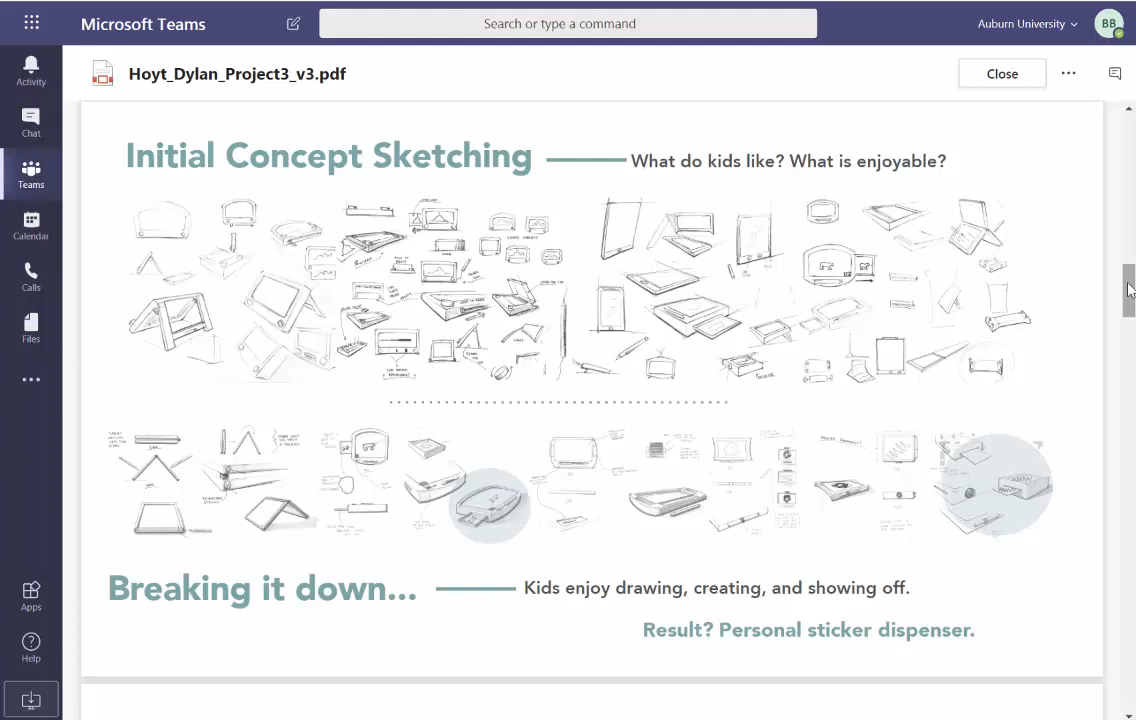 Microsoft Teams
Search or type a command
Auburn University
BB
Activity
Hoyt_Dylan_Project3_v3.pdf
Close
Chat
Teams
Calendar
Calls
Files
Apps
Help
Initial Concept Sketching
What do kids like? What is enjoyable?
Breaking it down...
Kids enjoy drawing, creating, and showing off.
Result? Personal sticker dispenser.